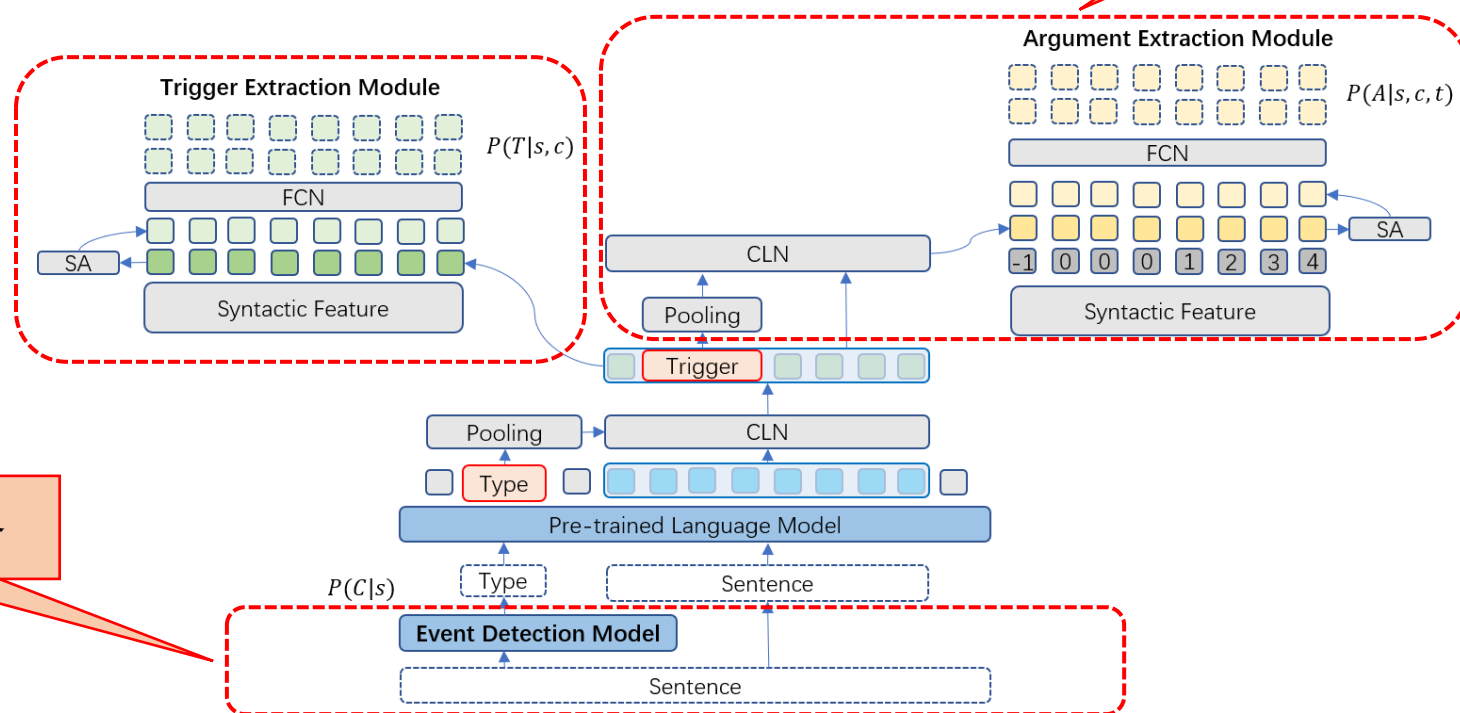 Argument Extraction Module
P(A|s, c, t)
FCN
SA
-1 0 0 0 1 2 3 4
Syntactic Feature
Trigger Extraction Module
P(T|s, c)
FCN
SA
Syntactic Feature
CLN
Pooling
Trigger
Pooling
CLN
Type
Pre-trained Language Model
P(C|s)
Type
Sentence
Event Detection Model
Sentence